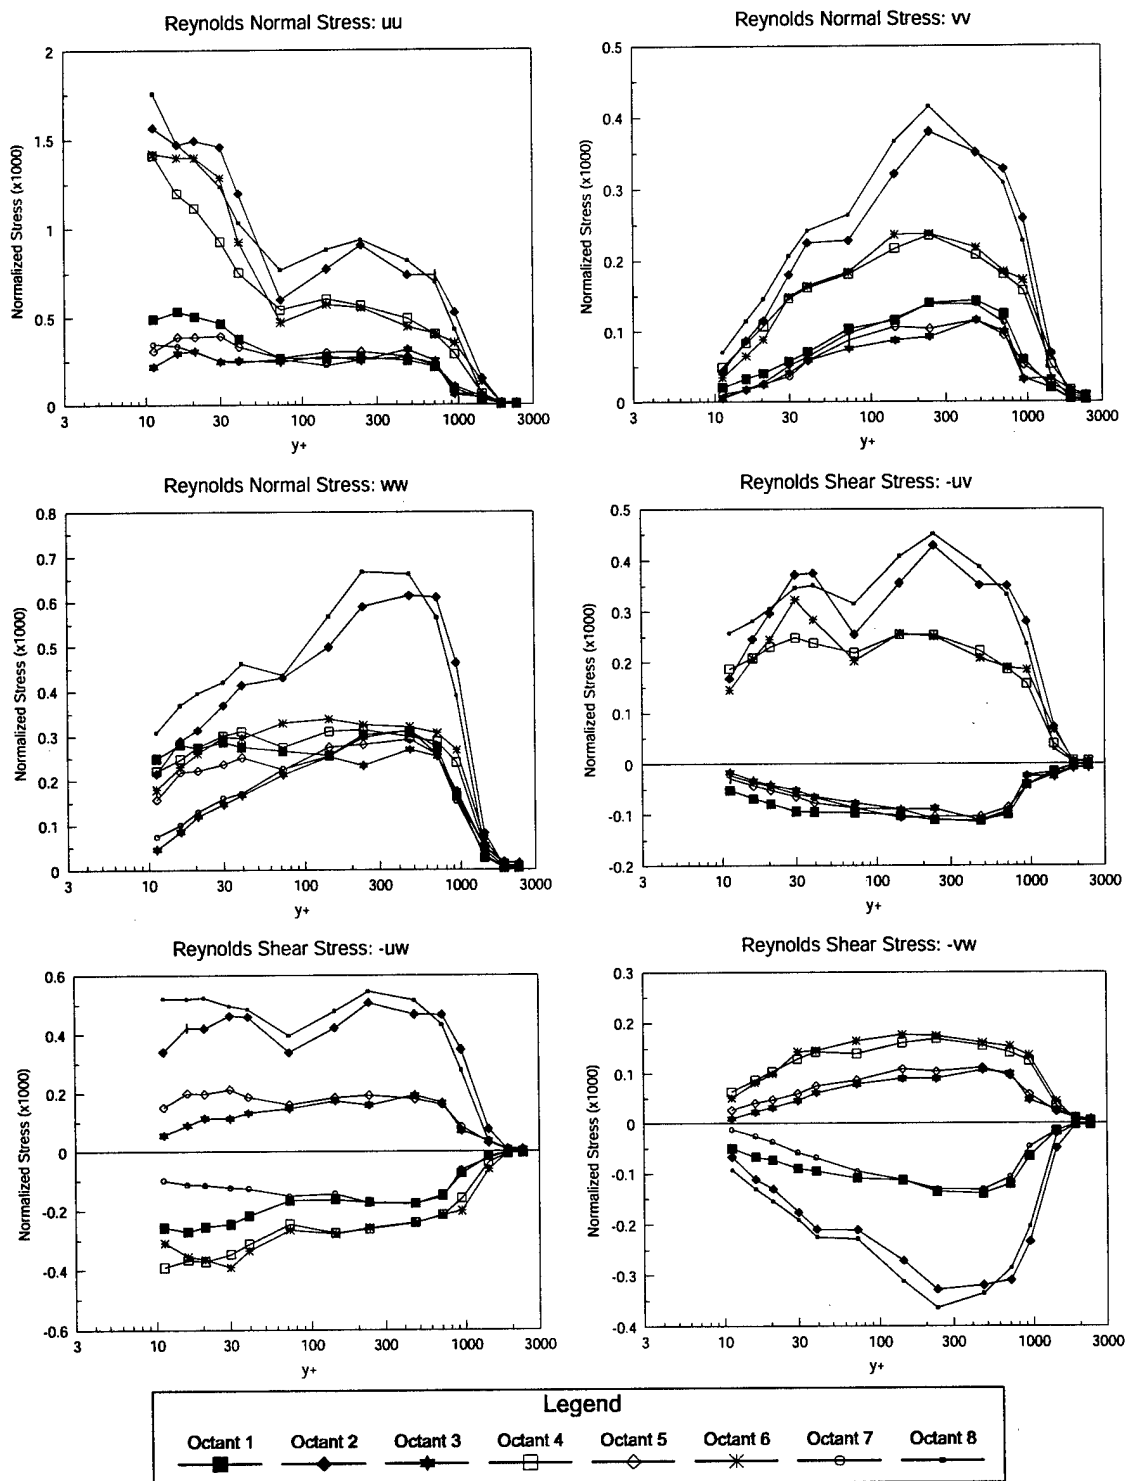 Reynolds Normal Stress: uu
Normalized Stress (x1000)
2
1.5
1
0.5
0
3 10 30 100 300 1000 3000
y+
Reynolds Normal Stress: vv
Normalized Stress (x1000)
0.5
0.4
0.3
0.2
0.1
0
3 10 30 100 300 1000 3000
y+
Reynolds Normal Stress: ww
Normalized Stress (x1000)
0.8
0.7
0.6
0.5
0.4
0.3
0.2
0.1
0
3 10 30 100 300 1000 3000
y+
Reynolds Shear Stress: -uv
Normalized Stress (x1000)
0.5
0.4
0.3
0.2
0.1
0
-0.1
-0.2
3 10 30 100 300 1000 3000
y+
Reynolds Shear Stress: -uw
Normalized Stress (x1000)
0.6
0.4
0.2
0
-0.2
-0.4
-0.6
3 10 30 100 300 1000 3000
y+
Reynolds Shear Stress: -vw
Normalized Stress (x1000)
0.3
0.2
0.1
0
-0.1
-0.2
-0.3
-0.4
3 10 30 100 300 1000 3000
y+
Legend
Octant 1 Octant 2 Octant 3 Octant 4 Octant 5 Octant 6 Octant 7 Octant 8